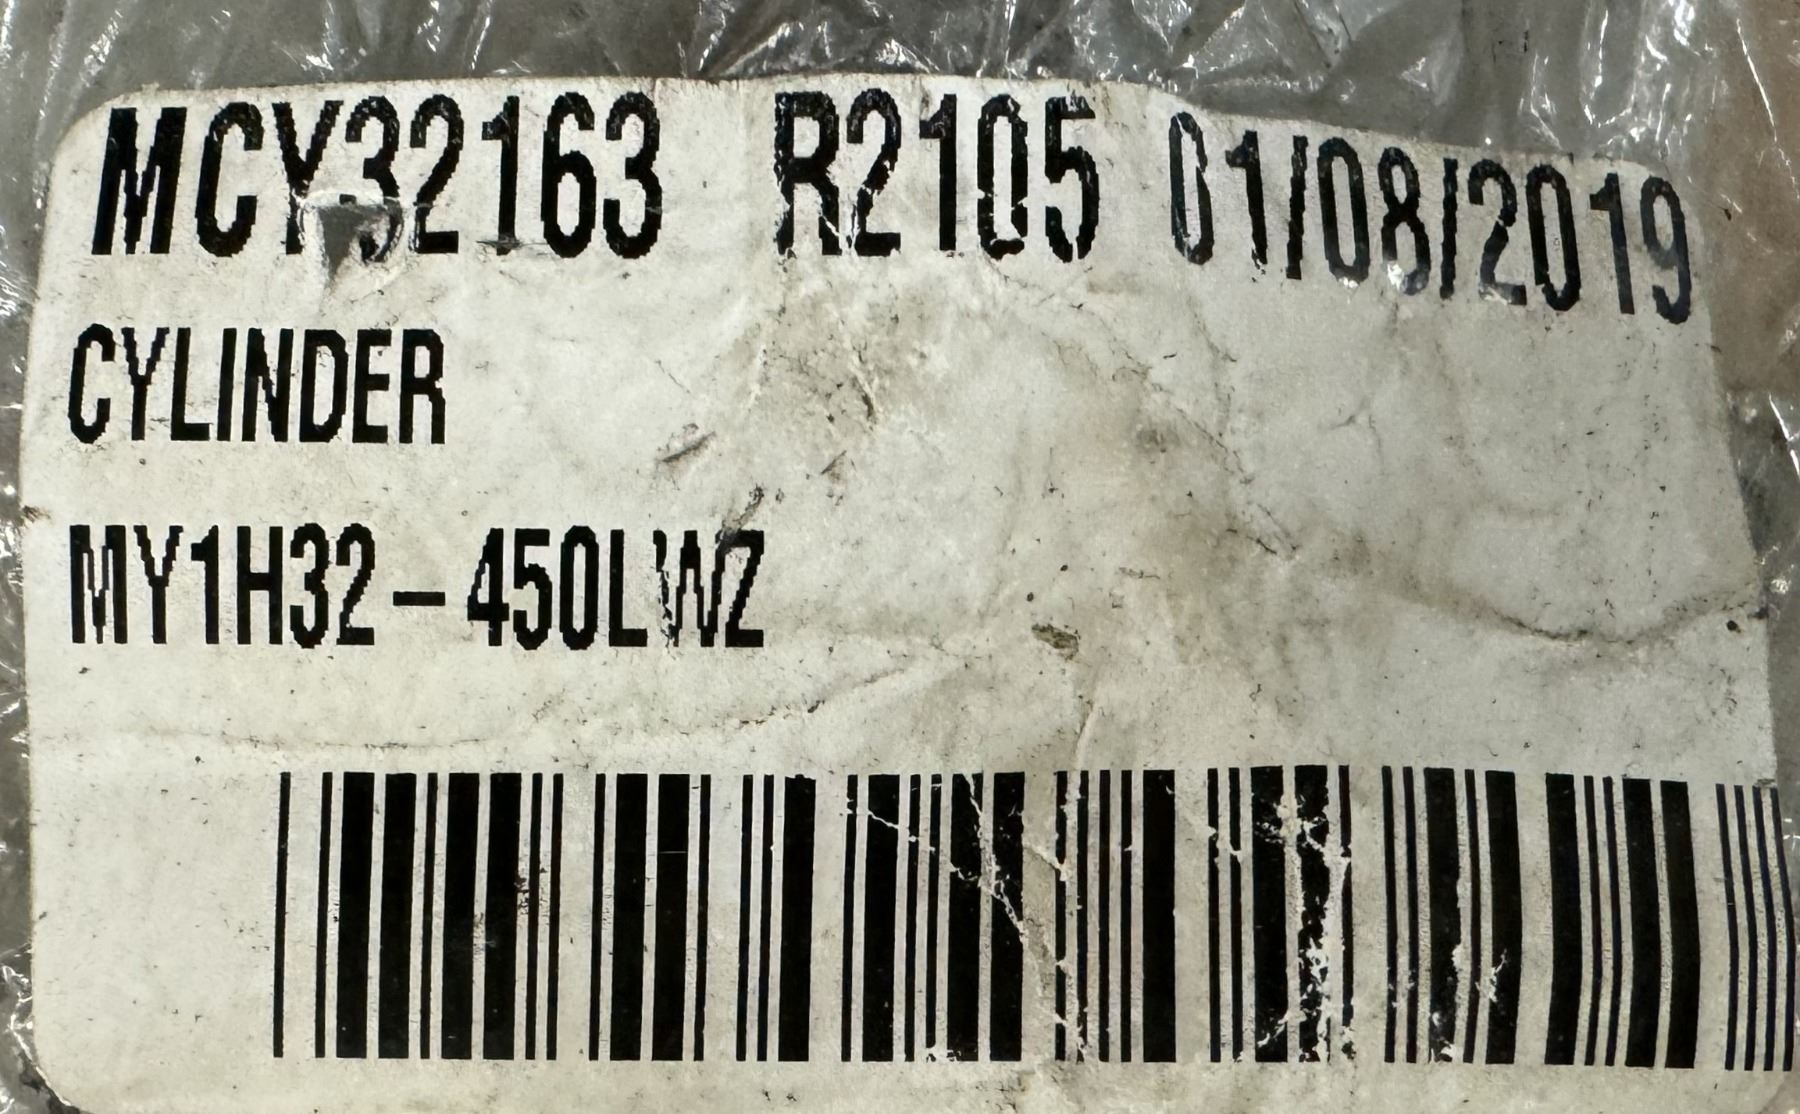 MCY32163 R2105 01/08/2019
CYLINDER
MY1H32-450LWZ